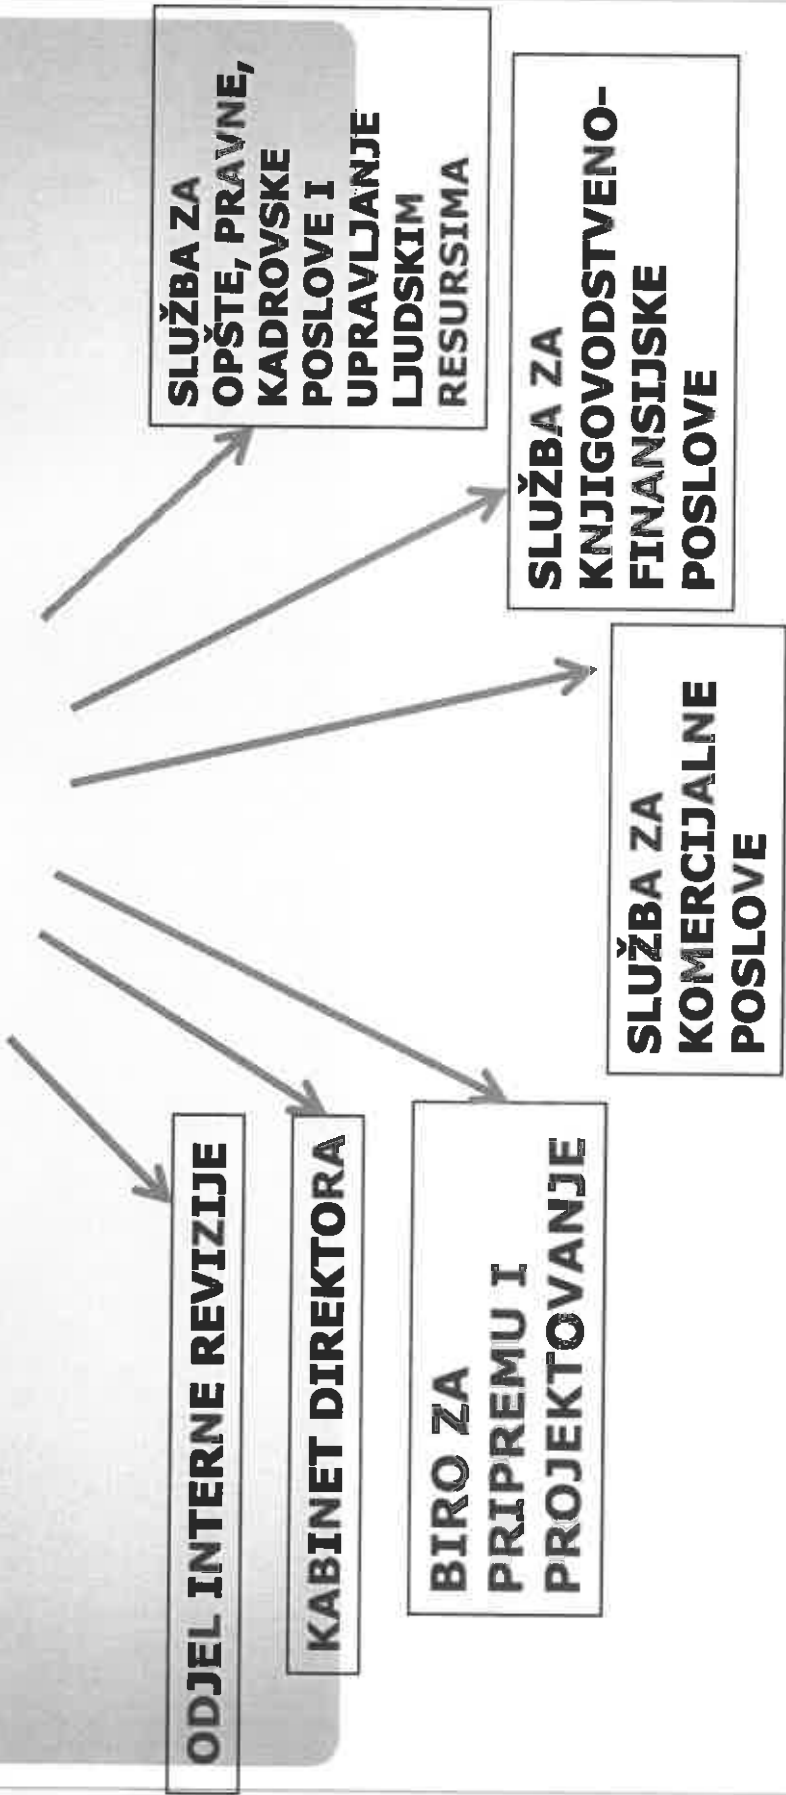 ODJEL INTERNE REVIZIJE
KABINET DIREKTORA
BIRO ZA
PRIPREMU I
PROJEKTOVANJE
SLUŽBA ZA
KOMERCIJALNE
POSLOVE
SLUŽBA ZA
KNJIGOVODSTVENO-
FINANSIJSKE
POSLOVE
SLUŽBA ZA
OPŠTE, PRAVNE,
KADROVSKE
POSLOVE I
UPRAVLJANJE
LJUDSKIM
RESURSIMA